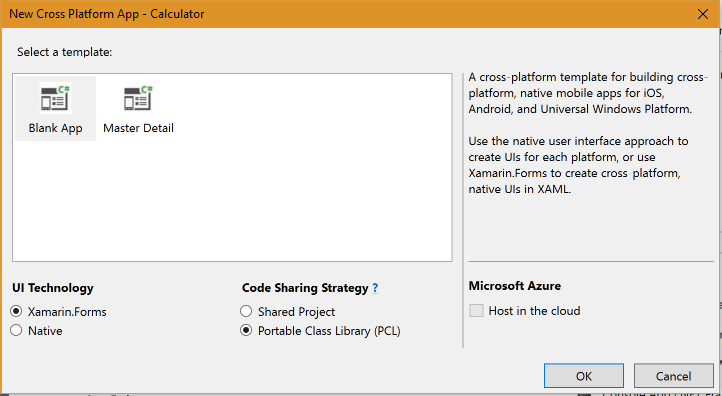 New Cross Platform App - Calculator
Select a template:
C#
Blank App
C#
Master Detail
A cross-platform template for building cross-
platform, native mobile apps for iOS,
Android, and Universal Windows Platform.
Use the native user interface approach to
create UIs for each platform, or use
Xamarin.Forms to create cross platform,
native UIs in XAML.
UI Technology
Xamarin.Forms
Native
Code Sharing Strategy ?
Shared Project
Portable Class Library (PCL)
Microsoft Azure
Host in the cloud
OK
Cancel